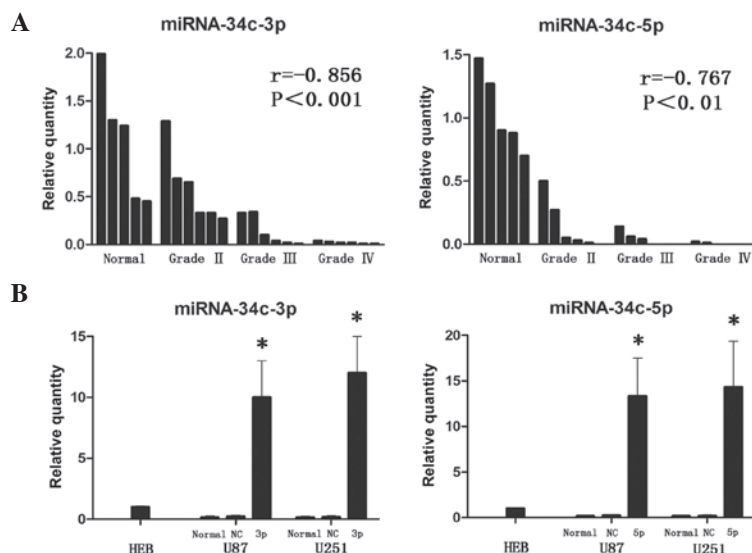 A
miRNA-34c-3p
Relative quantity
2.0
1.5
1.0
0.5
0.0
r=-0.856
P<0.001
Normal Grade Ⅱ Grade Ⅲ Grade Ⅳ
miRNA-34c-5p
Relative quantity
1.5
1.0
0.5
0.0
r=-0.767
P<0.01
Normal Grade Ⅱ Grade Ⅲ Grade Ⅳ
B
miRNA-34c-3p
Relative quantity
15
10
5
0
*
*
Normal NC 3p Normal NC 3p
HEB U87 U251
miRNA-34c-5p
Relative quantity
20
15
10
5
0
*
*
Normal NC 5p Normal NC 5p
HEB U87 U251